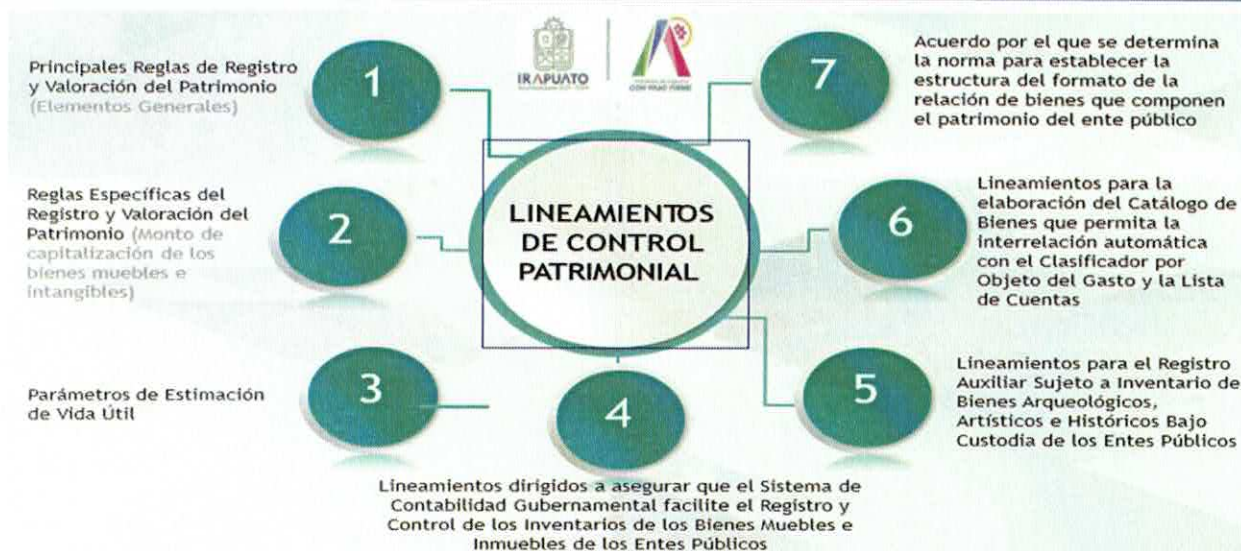 IRAPUATO
1
Principales Reglas de Registro
y Valoración del Patrimonio
(Elementos Generales)
2
Reglas Específicas del
Registro y Valoración del
Patrimonio (Monto de
capitalización de los
bienes muebles e
intangibles)
3
Parámetros de Estimación
de Vida Útil
LINEAMIENTOS
DE CONTROL
PATRIMONIAL
4
Lineamientos dirigidos a asegurar que el Sistema de
Contabilidad Gubernamental facilite el Registro y
Control de los Inventarios de los Bienes Muebles e
Inmuebles de los Entes Públicos
5
Lineamientos para el Registro
Auxiliar Sujeto a Inventario de
Bienes Arqueológicos,
Artísticos e Históricos Bajo
Custodia de los Entes Públicos
6
Lineamientos para la
elaboración del Catálogo de
Bienes que permita la
interrelación automática
con el Clasificador por
Objeto del Gasto y la Lista
de Cuentas
7
Acuerdo por el que se determina
la norma para establecer la
estructura del formato de la
relación de bienes que componen
el patrimonio del ente público